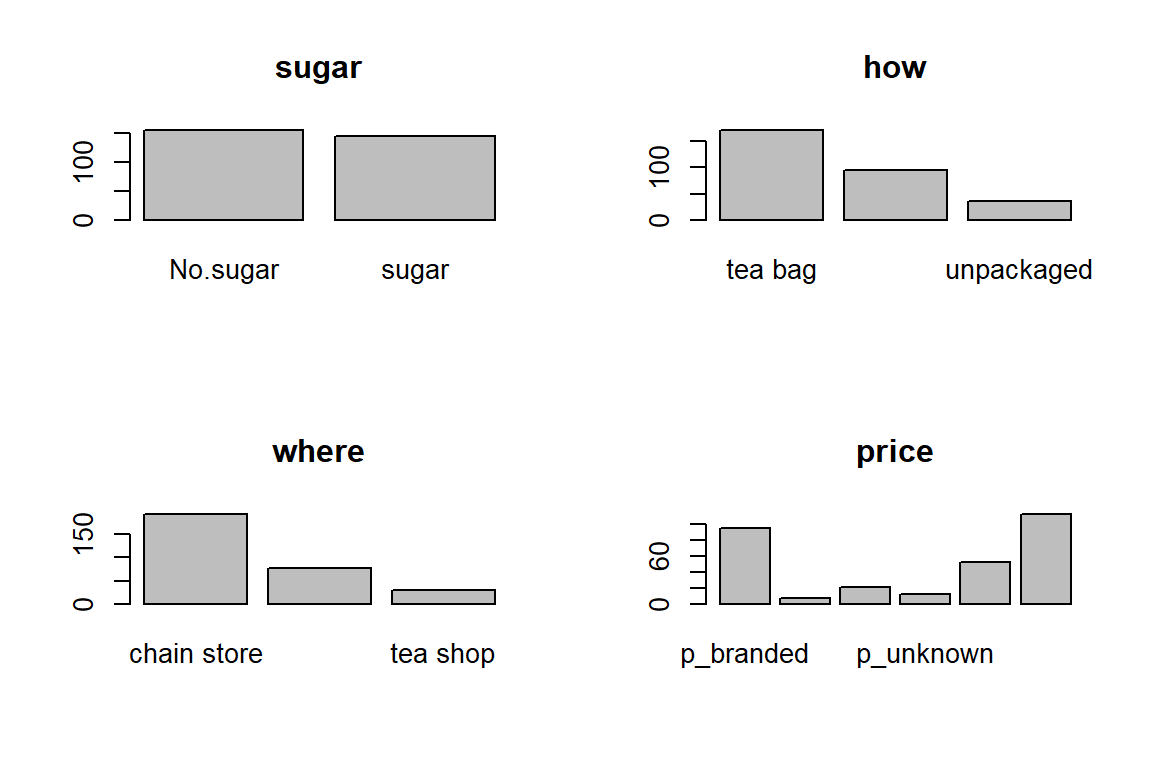 sugar
100
0
No.sugar sugar
how
100
0
tea bag unpackaged
where
150
0
chain store tea shop
price
60
0
p_branded p_unknown